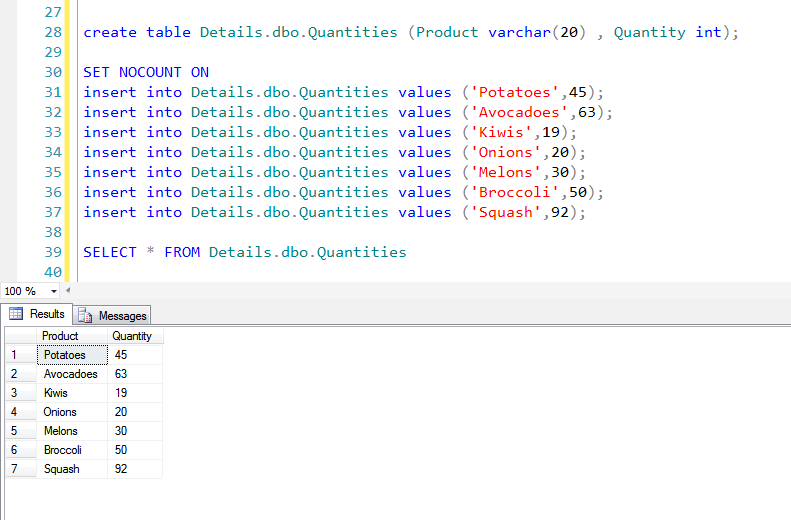 27
28 create table Details.dbo.Quantities (Product varchar(20) , Quantity int);
29
30 SET NOCOUNT ON
31 insert into Details.dbo.Quantities values ('Potatoes',45);
32 insert into Details.dbo.Quantities values ('Avocadoes',63);
33 insert into Details.dbo.Quantities values ('Kiwis',19);
34 insert into Details.dbo.Quantities values ('Onions',20);
35 insert into Details.dbo.Quantities values ('Melons',30);
36 insert into Details.dbo.Quantities values ('Broccoli',50);
37 insert into Details.dbo.Quantities values ('Squash',92);
38
39 SELECT * FROM Details.dbo.Quantities
40
100 %
Results Messages
Product Quantity
1 Potatoes 45
2 Avocadoes 63
3 Kiwis 19
4 Onions 20
5 Melons 30
6 Broccoli 50
7 Squash 92